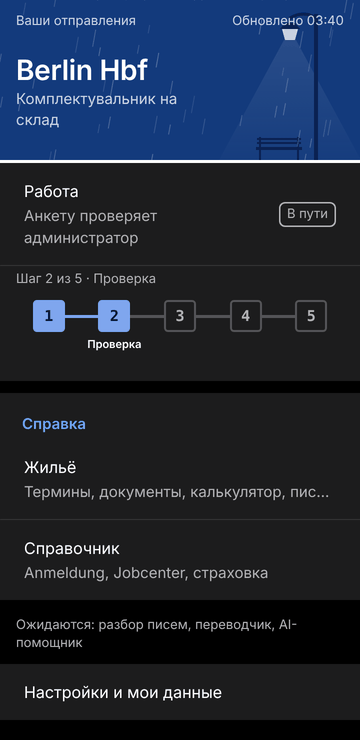 Ваши отправления
Обновлено 03:40
Berlin Hbf
Комплектувальник на
склад
Работа
Анкету проверяет
администратор
В пути
Шаг 2 из 5 · Проверка
1 2 3 4 5
Проверка
Справка
Жильё
Термины, документы, калькулятор, пис...
Справочник
Anmeldung, Jobcenter, страховка
Ожидаются: разбор писем, переводчик, AI-
помощник
Настройки и мои данные